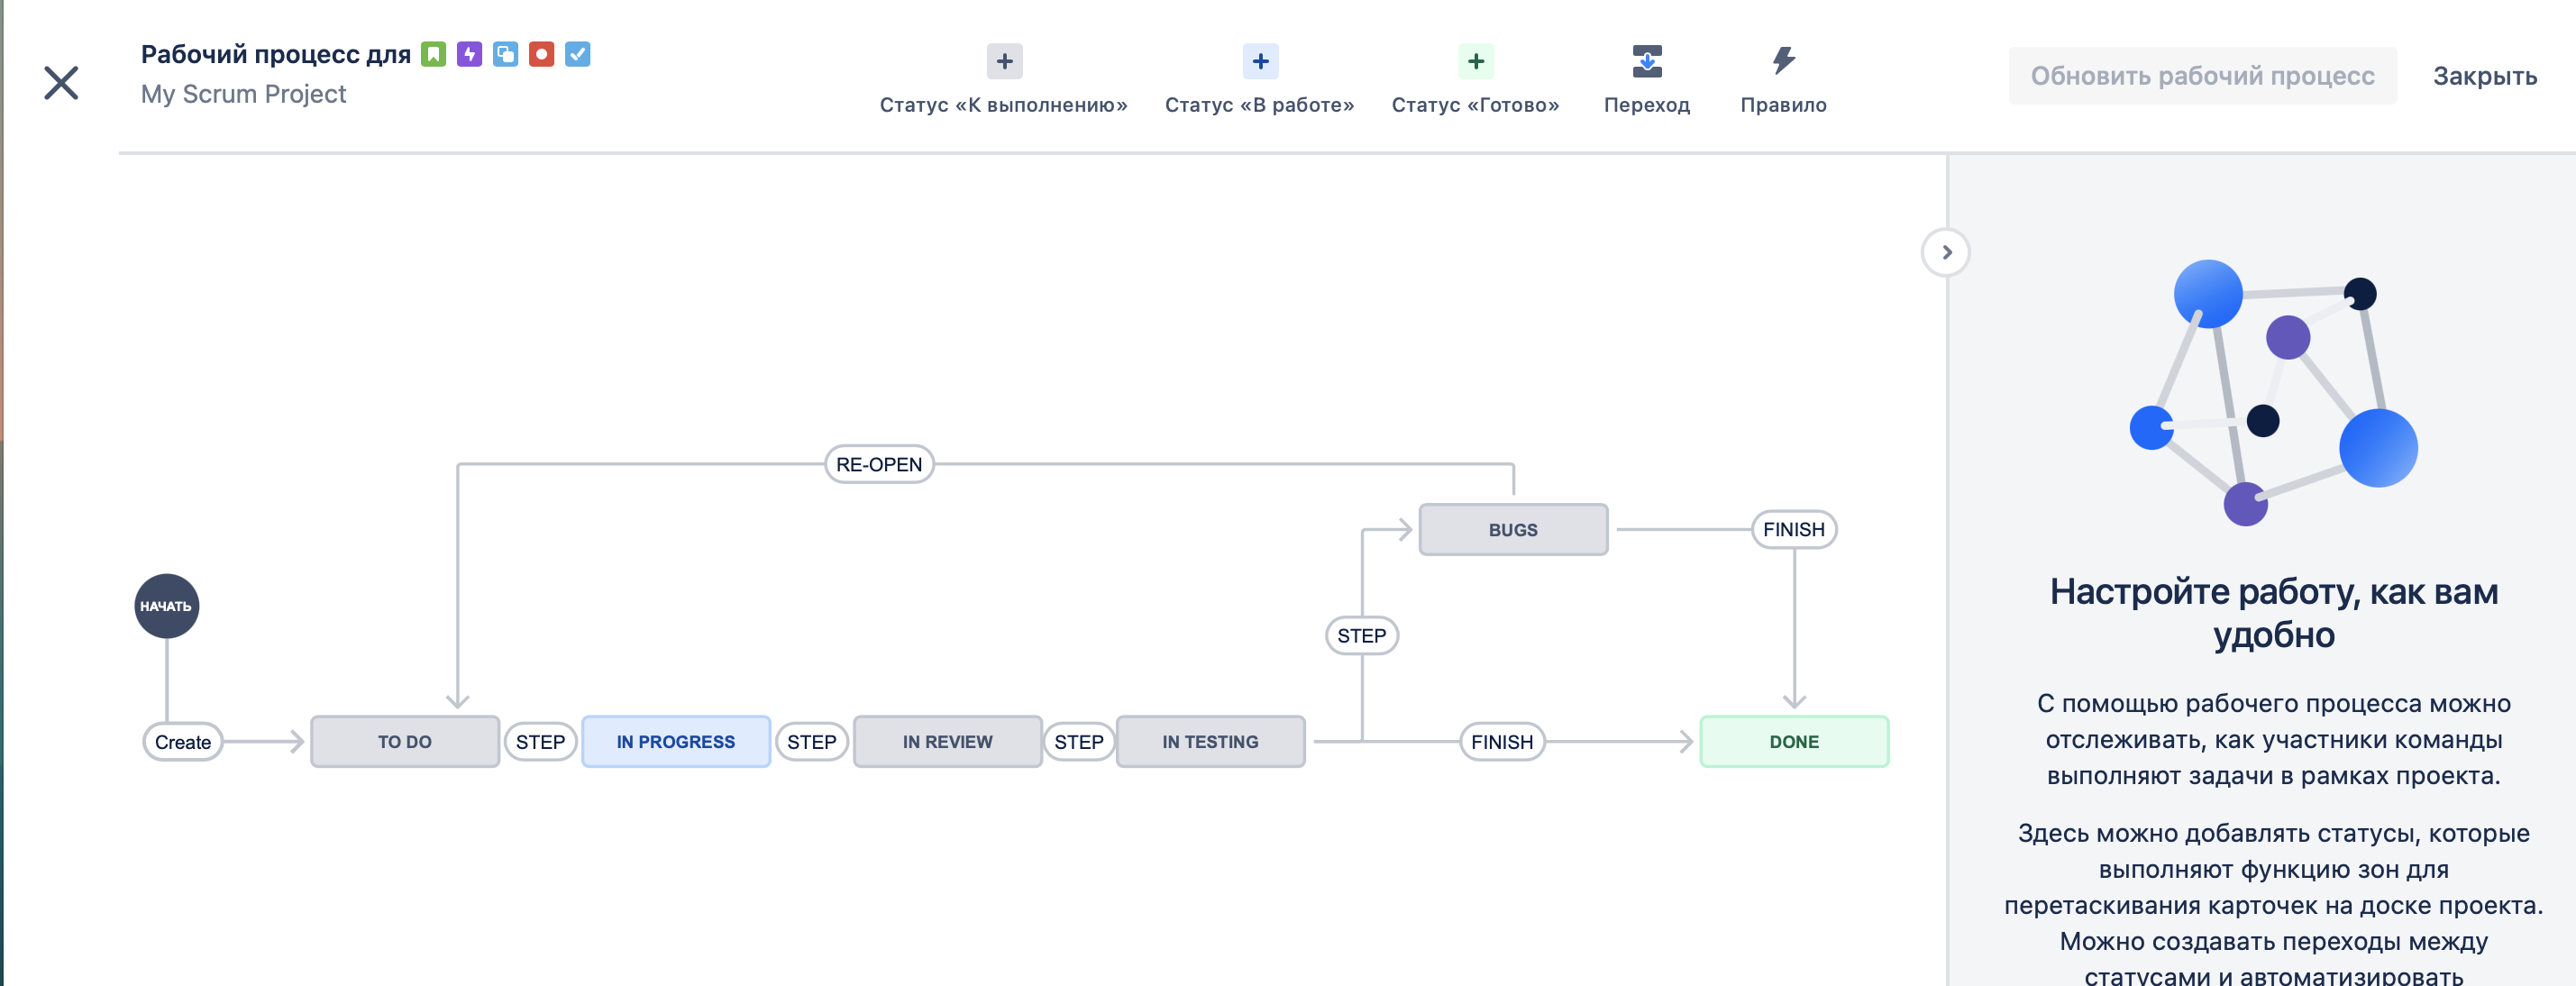 Рабочий процесс для
My Scrum Project
Статус «К выполнению»
Статус «В работе»
Статус «Готово»
Переход
Правило
Обновить рабочий процесс
Закрыть
RE-OPEN
BUGS
FINISH
НАЧАТЬ
STEP
Create
TO DO
STEP
IN PROGRESS
STEP
IN REVIEW
STEP
IN TESTING
FINISH
DONE
Настройте работу, как вам
удобно
С помощью рабочего процесса можно
отслеживать, как участники команды
выполняют задачи в рамках проекта.
Здесь можно добавлять статусы, которые
выполняют функцию зон для
перетаскивания карточек на доске проекта.
Можно создавать переходы между
статусами и автоматизировать